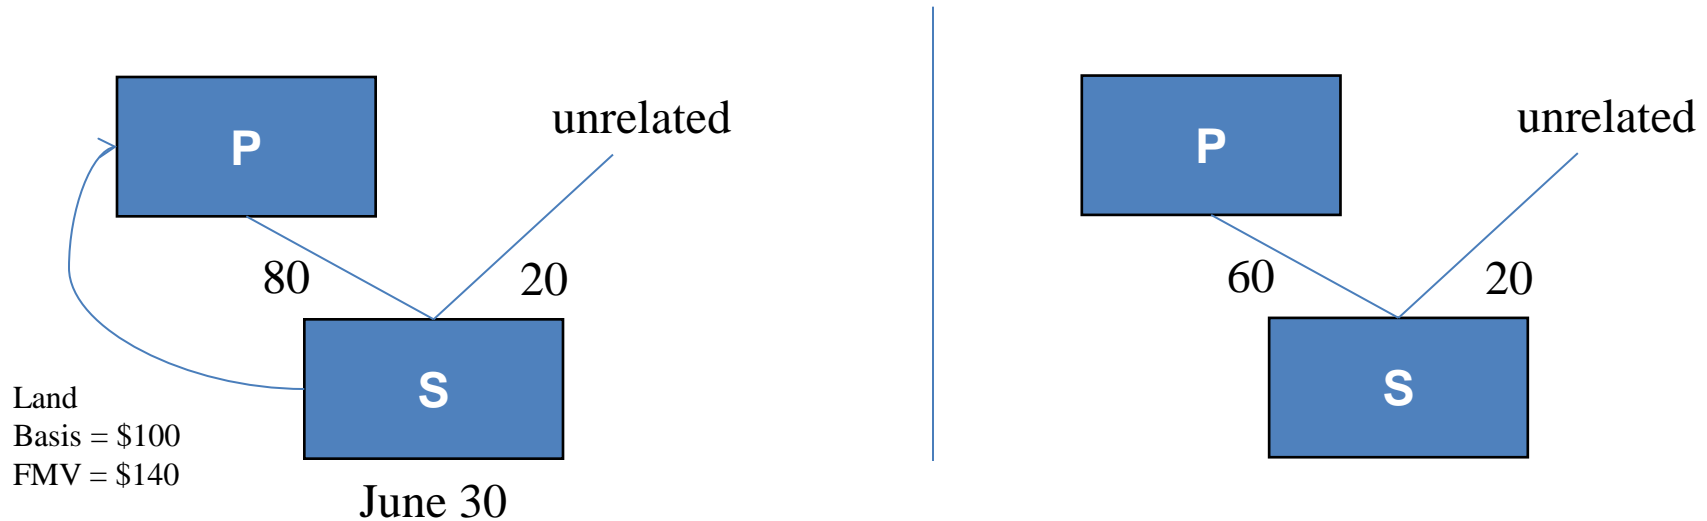 P
unrelated
80
20
S
Land
Basis = $100
FMV = $140
June 30
P
unrelated
60
20
S